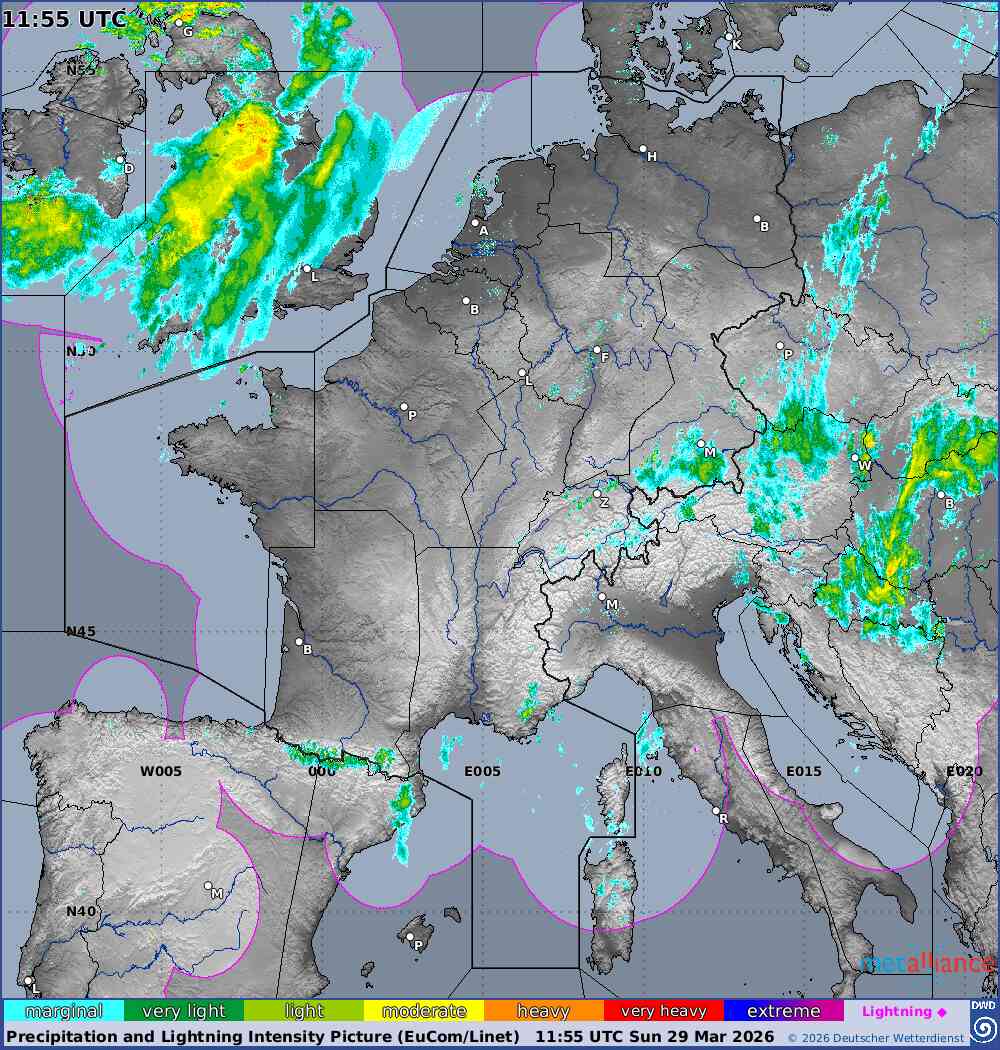 11:55 UTC
G
K
N55
H
D
A
B
L
B
N50
P
F
L
P
M
W
Z
B
M
N45
B
W005
000
E005
E010
E015
E020
R
M
N40
P
L
metalliance
marginal very light light moderate heavy very heavy extreme Lightning ◆
DWD
Precipitation and Lightning Intensity Picture (EuCom/Linet) 11:55 UTC Sun 29 Mar 2026 © 2026 Deutscher Wetterdienst